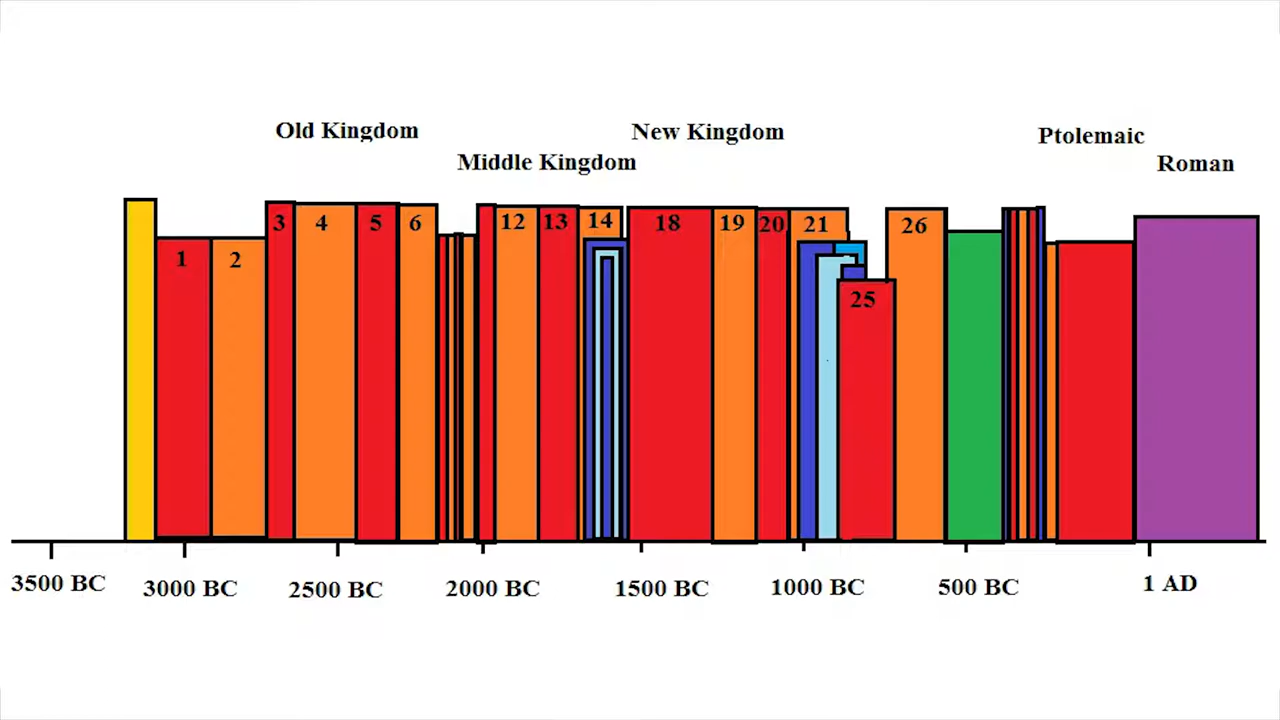 Old Kingdom
New Kingdom
Ptolemaic
Middle Kingdom
Roman
3
4
5
6
12
13
14
18
19
20
21
26
1
2
25
3500 BC
3000 BC
2500 BC
2000 BC
1500 BC
1000 BC
500 BC
1 AD